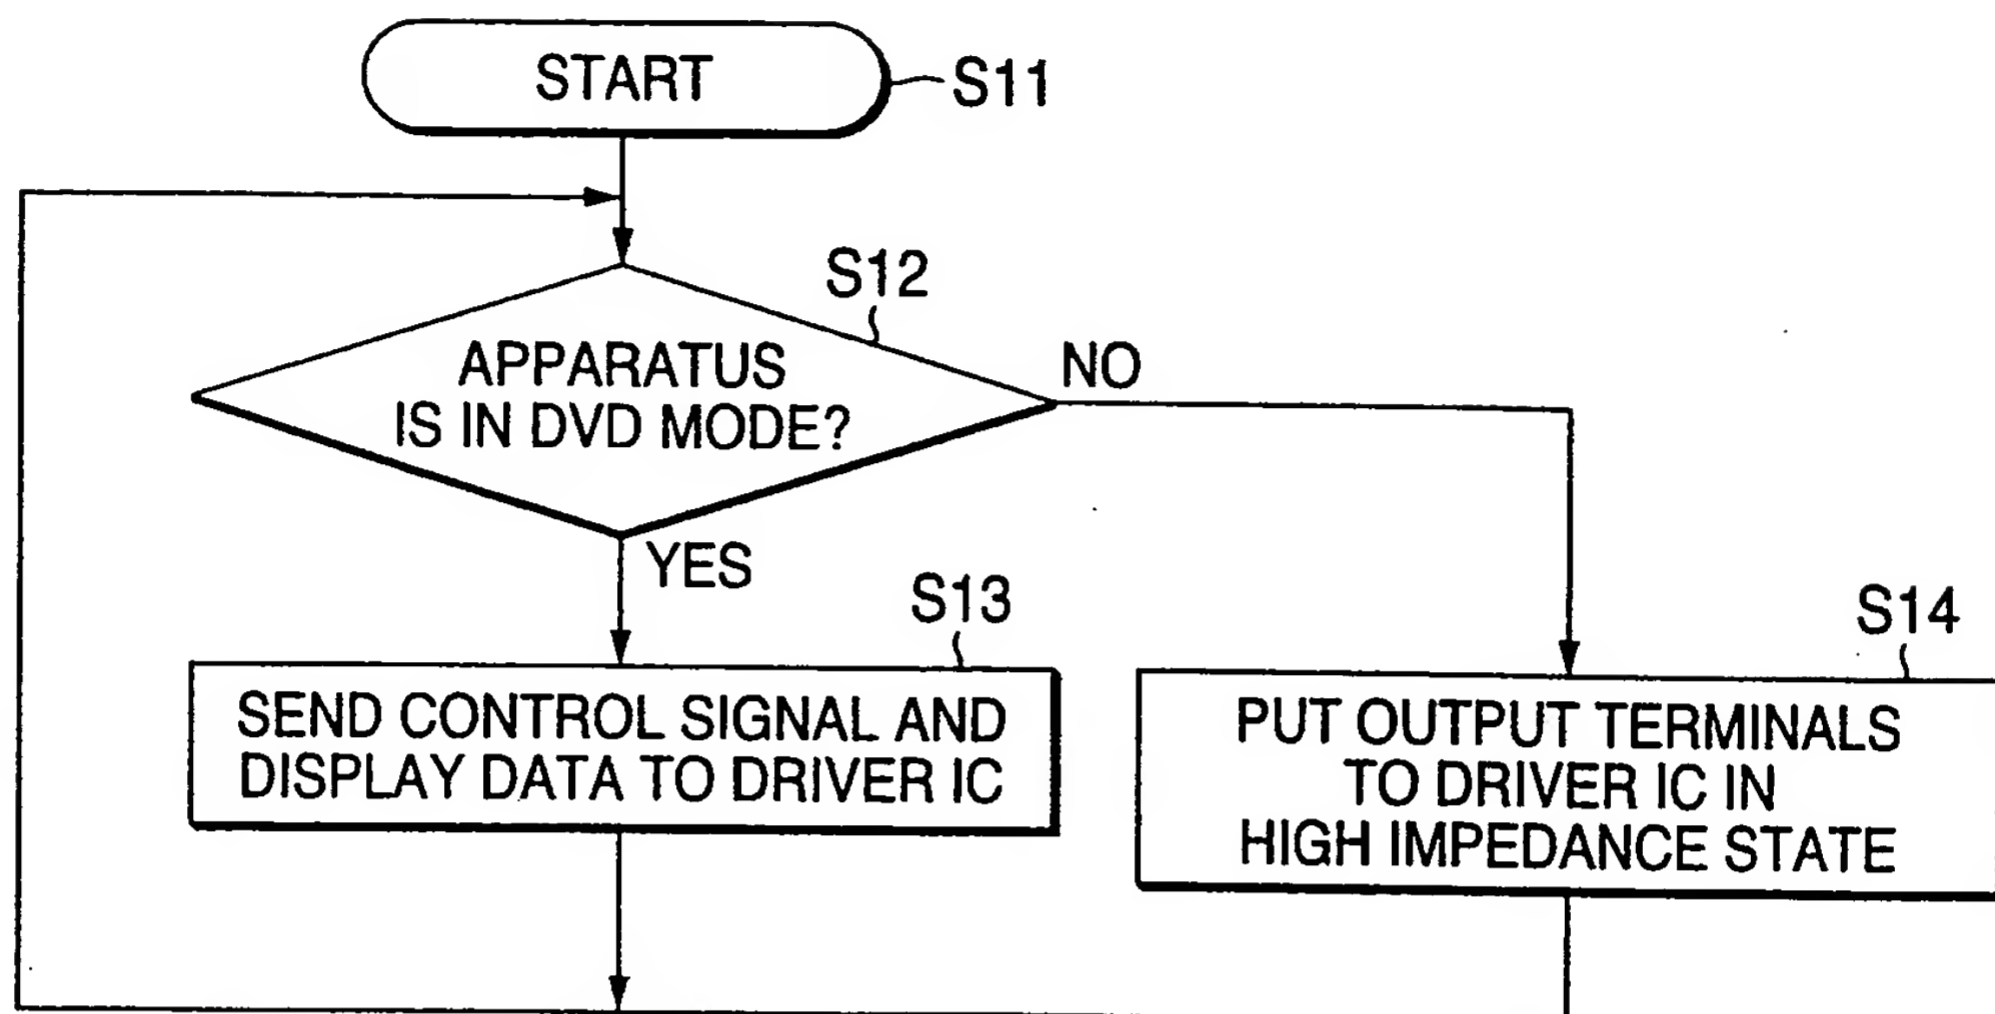 START
S11
S12
APPARATUS
IS IN DVD MODE?
NO
YES
S13
SEND CONTROL SIGNAL AND
DISPLAY DATA TO DRIVER IC
S14
PUT OUTPUT TERMINALS
TO DRIVER IC IN
HIGH IMPEDANCE STATE